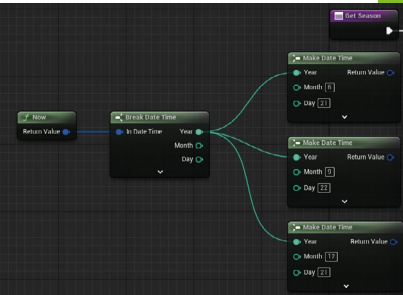 Get Season
Make Date Time
Year Return Value
Month 6
Day 21
Now
Return Value
Break Date Time
In Date Time Year
Month
Day
Make Date Time
Year Return Value
Month 9
Day 22
Make Date Time
Year Return Value
Month
Day 21